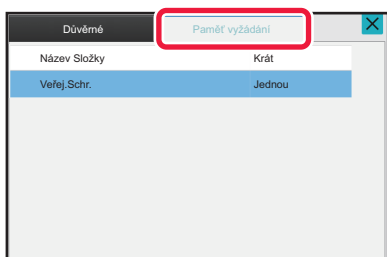 Důvěrné Paměť vyžádání
Název Složky Krát
Veřej.Schr. Jednou